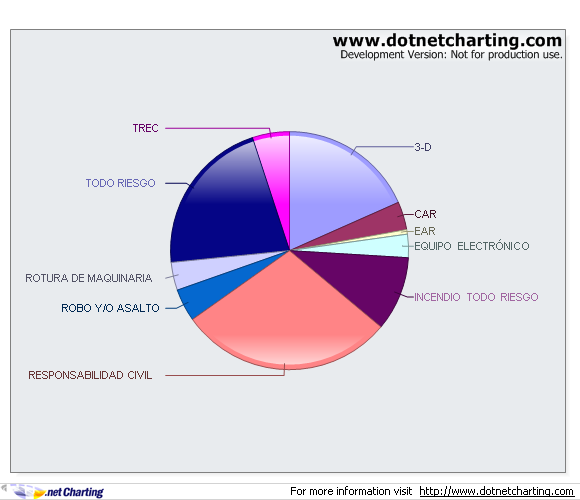 www.dotnetcharting.com
Development Version: Not for production use.
TREC
3-D
TODO RIESGO
CAR
EAR
EQUIPO ELECTRÓNICO
ROTURA DE MAQUINARIA
INCENDIO TODO RIESGO
ROBO Y/O ASALTO
RESPONSABILIDAD CIVIL
.net Charting
For more information visit http://www.dotnetcharting.com